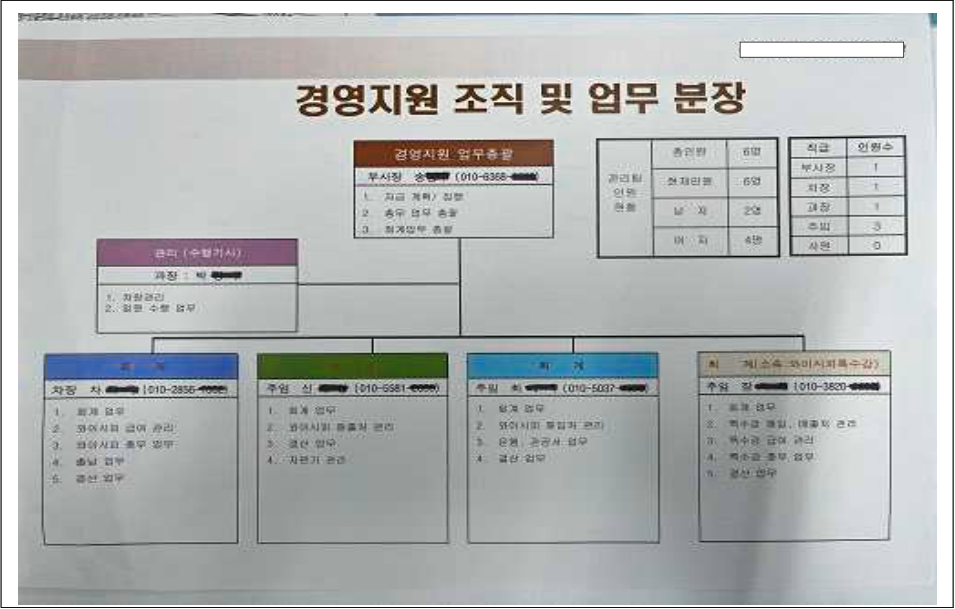 경영지원 조직 및 업무 분장
경영지원 업무총괄
부사장 송 (010-6368-
1. 자금 계획/ 집행
2. 총무 업무 총괄
3. 회계업무 총괄
관리팀 인원 현황
총인원 6명
현재인원 6명
남 자 2명
여 자 4명
직급 인원수
부사장 1
차장 1
과장 1
주임 3
사원 0
관리 (수행기사)
과장 : 박
1. 차량관리
2. 임원 수행 업무
회 계
차장 차 (010-2856-
1. 회계 업무
2. 와이시피 급여 관리
3. 와이시피 총무 업무
4. 출납 업무
5. 결산 업무
주임 신 (010-5581-
1. 회계 업무
2. 와이시피 매출처 관리
3. 결산 업무
4. 자판기 관리
회 계
주임 최 (010-5037-
1. 회계 업무
2. 와이시피 매입처 관리
3. 은행, 관공서 업무
4. 결산 업무
회 계(소속:와이시피특수강)
주임 장 (010-3820-
1. 회계 업무
2. 특수강 매입, 매출처 관리
3. 특수강 급여 관리
4. 특수강 총무 업무
5. 결산 업무